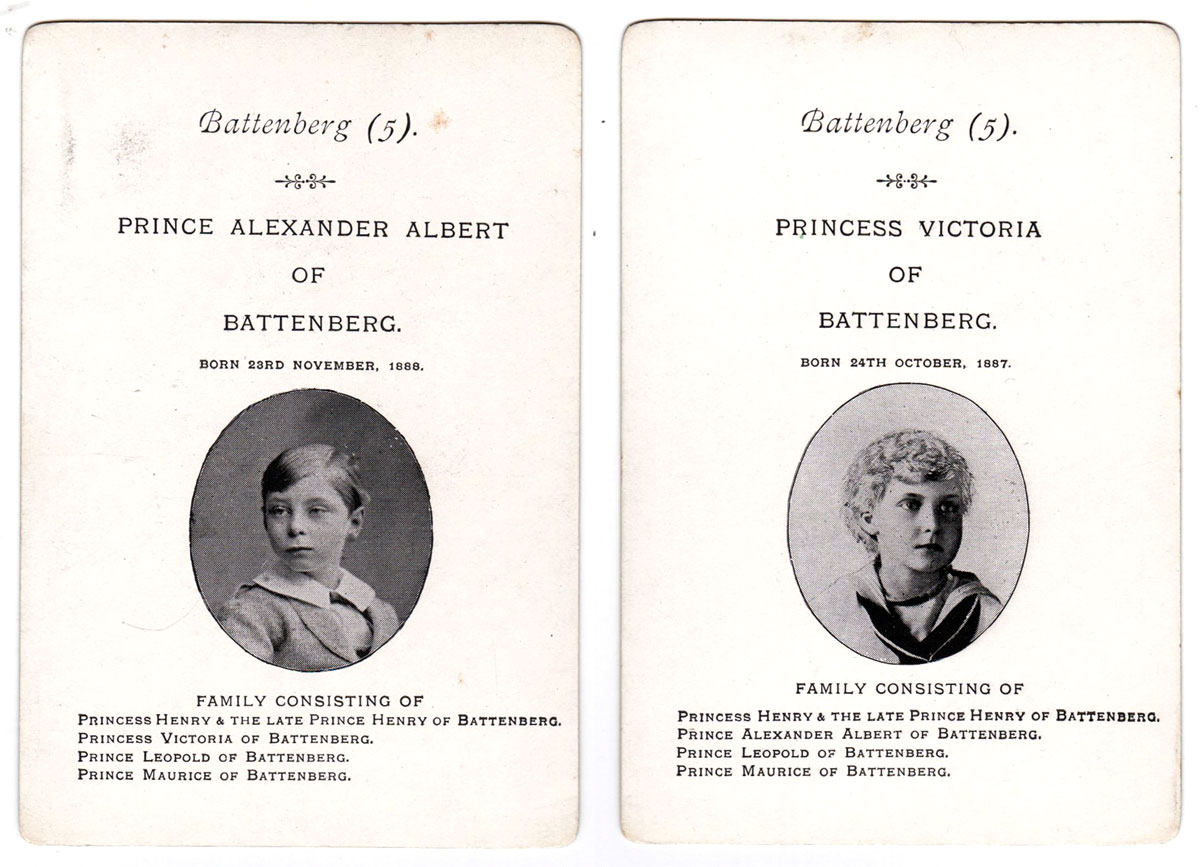 Battenberg (5).
PRINCE ALEXANDER ALBERT
OF
BATTENBERG.
BORN 23RD NOVEMBER, 1888.
FAMILY CONSISTING OF
PRINCESS HENRY & THE LATE PRINCE HENRY OF BATTENBERG.
PRINCESS VICTORIA OF BATTENBERG.
PRINCE LEOPOLD OF BATTENBERG.
PRINCE MAURICE OF BATTENBERG.
Battenberg (5).
PRINCESS VICTORIA
OF
BATTENBERG.
BORN 24TH OCTOBER, 1887.
FAMILY CONSISTING OF
PRINCESS HENRY & THE LATE PRINCE HENRY OF BATTENBERG.
PRINCE ALEXANDER ALBERT OF BATTENBERG.
PRINCE LEOPOLD OF BATTENBERG.
PRINCE MAURICE OF BATTENBERG.